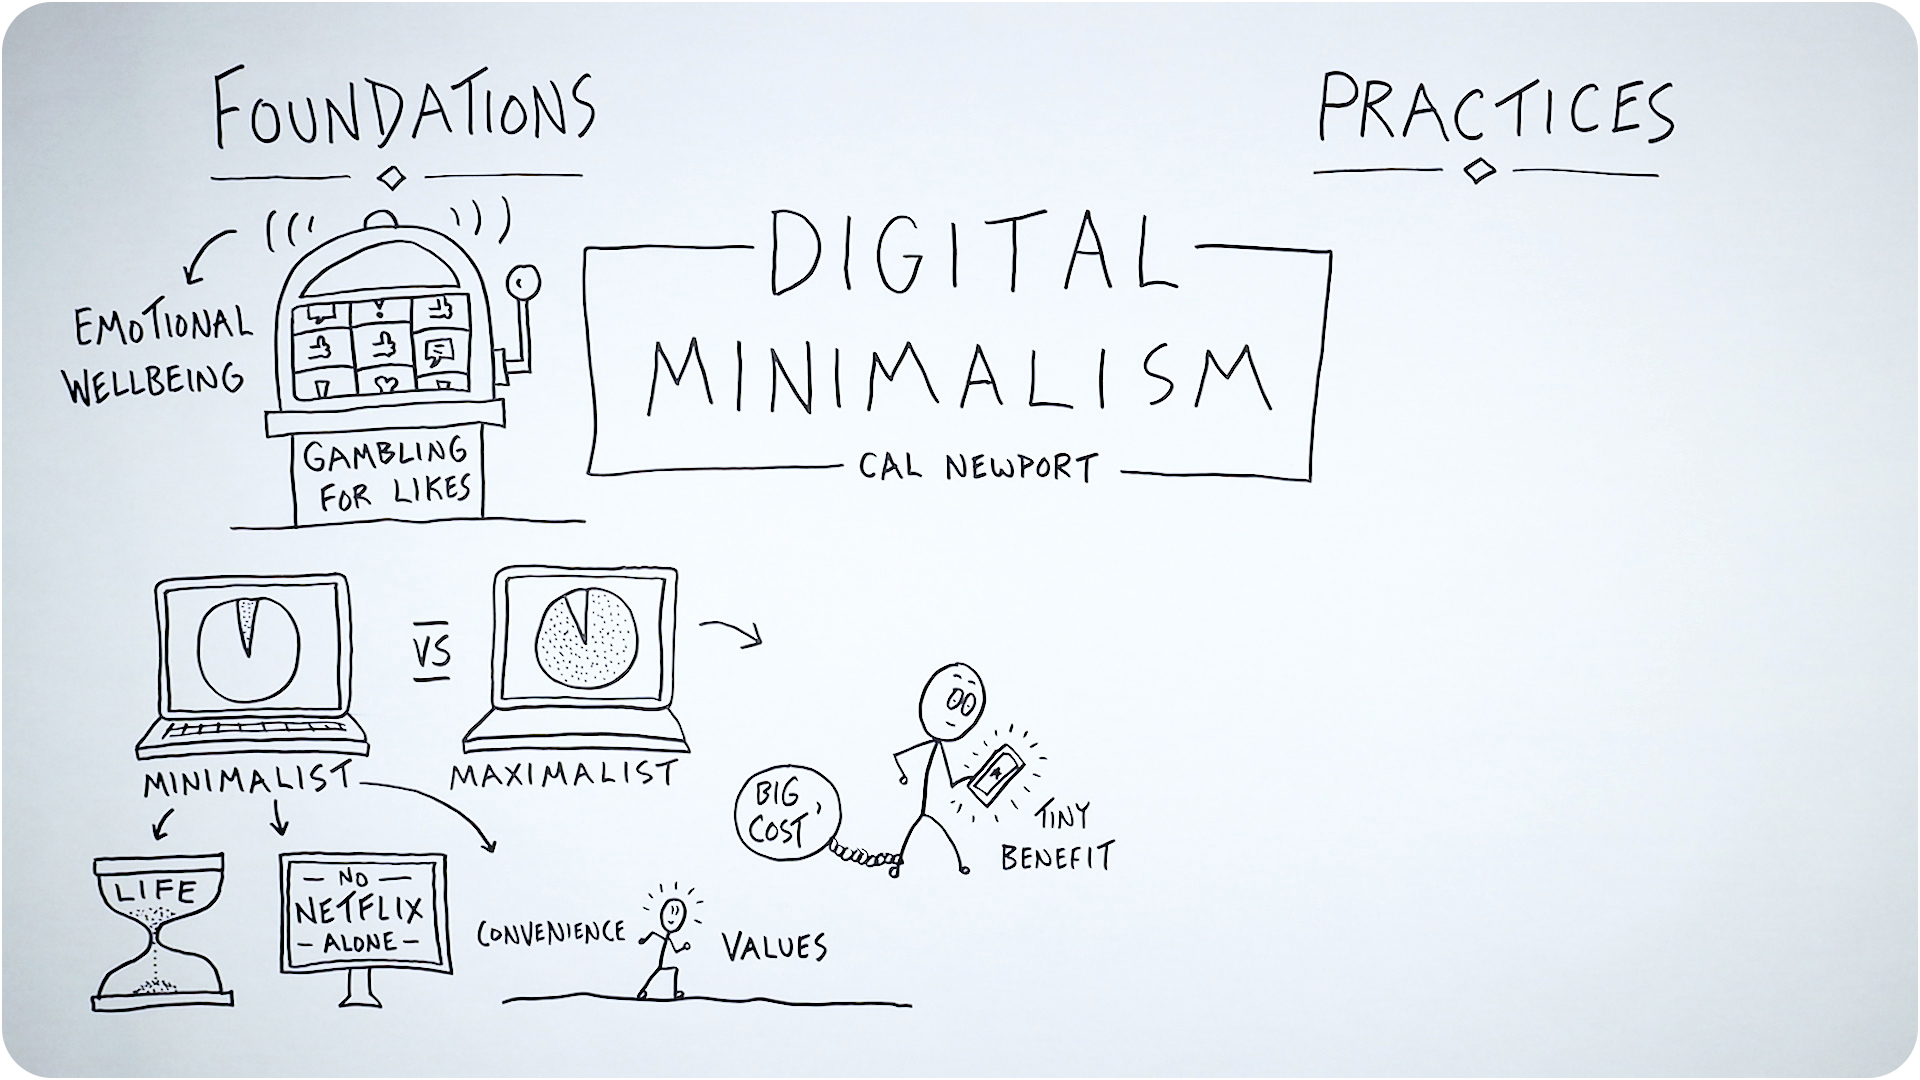 FOUNDATIONS
PRACTICES
DIGITAL
MINIMALISM
CAL NEWPORT
EMOTIONAL
WELLBEING
GAMBLING
FOR LIKES
VS
MINIMALIST
MAXIMALIST
BIG
COST
TINY
BENEFIT
LIFE
NO
NETFLIX
ALONE
CONVENIENCE
VALUES